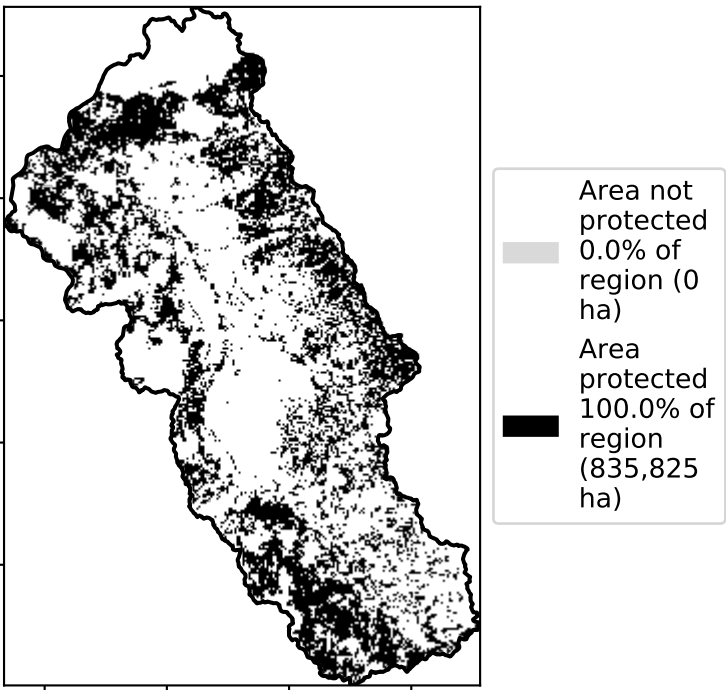 Area not
protected
0.0% of
region (0
ha)
Area
protected
100.0% of
region
(835,825
ha)